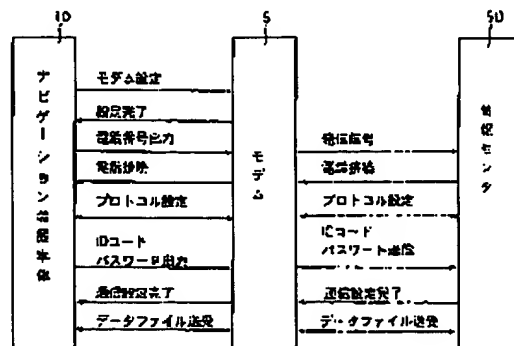 10
5
50
ナビゲーション装置本体
モデム
情報センタ
モデム設定
設定完了
電話番号出力
発信信号
電話接続
電話接続
プロトコル設定
プロトコル設定
IDコード
パスワード出力
IDコード
パスワード送信
通信設定完了
通信設定完了
データファイル送受
データファイル送受